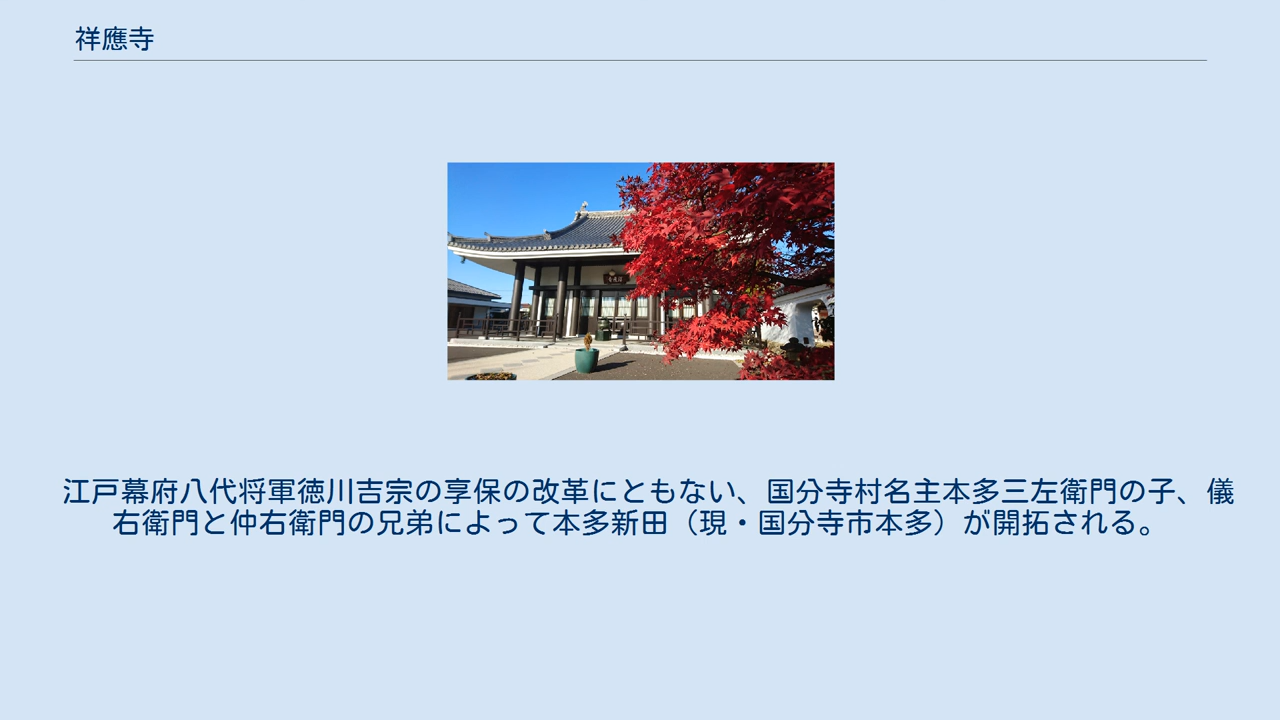 祥應寺
江戸幕府八代将軍徳川吉宗の享保の改革にともない、国分寺村名主本多三左衛門の子、儀
右衛門と仲右衛門の兄弟によって本多新田（現・国分寺市本多）が開拓される。